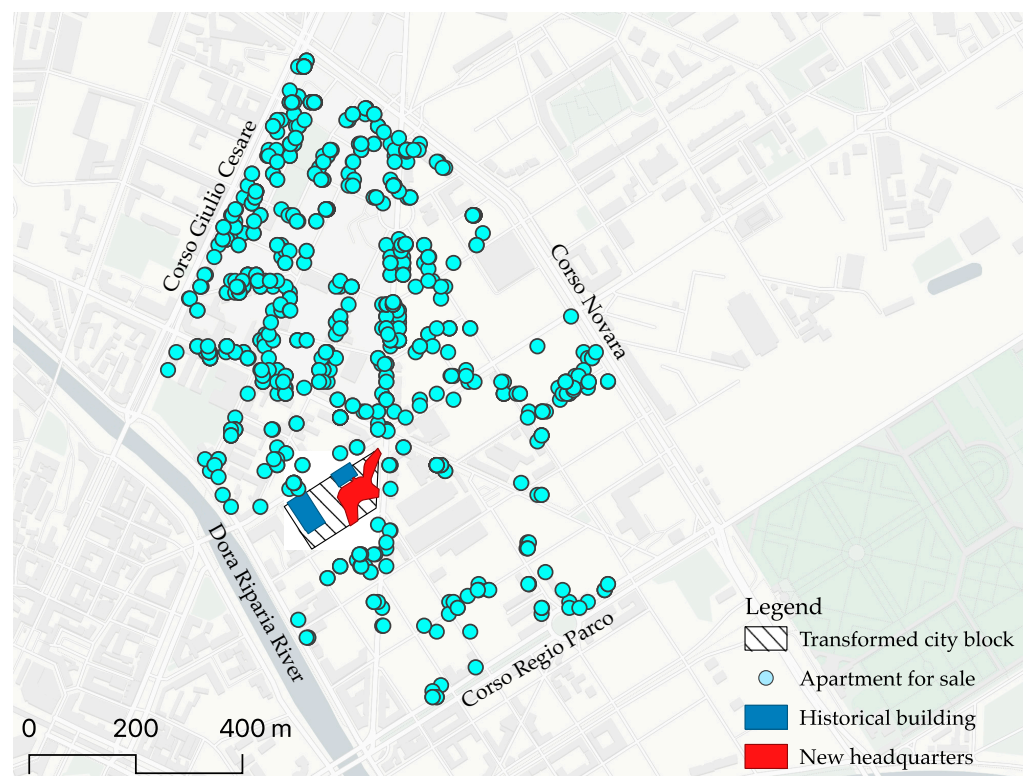 Corso Giulio Cesare
Corso Novara
Dora Riparia River
Corso Regio Parco
Legend
Transformed city block
Apartment for sale
Historical building
New headquarters
0 200 400 m